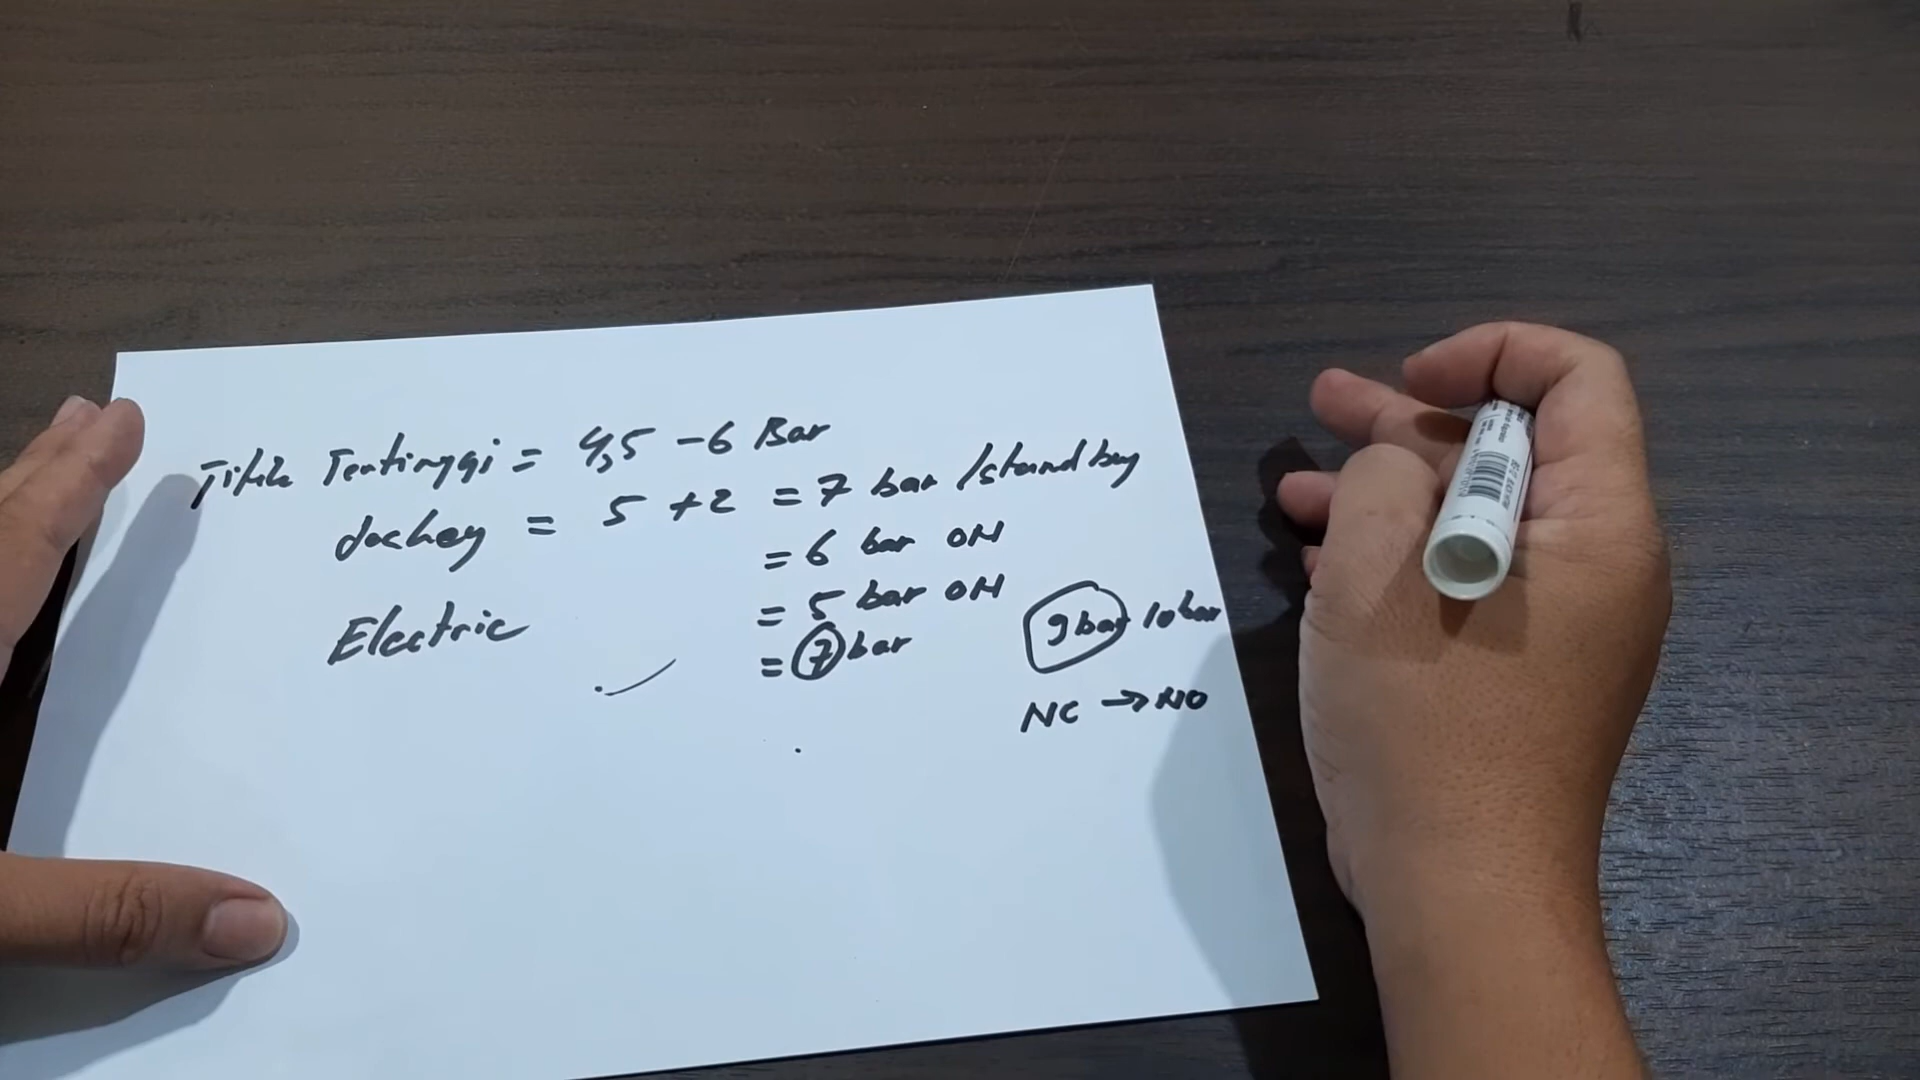 Titik Tertinggi = 4,5 - 6 Bar
Jockey = 5 + 2 = 7 bar / standby
= 6 bar ON
Electric = 5 bar ON
= 7 bar
9 bar 10 bar
NC → NO